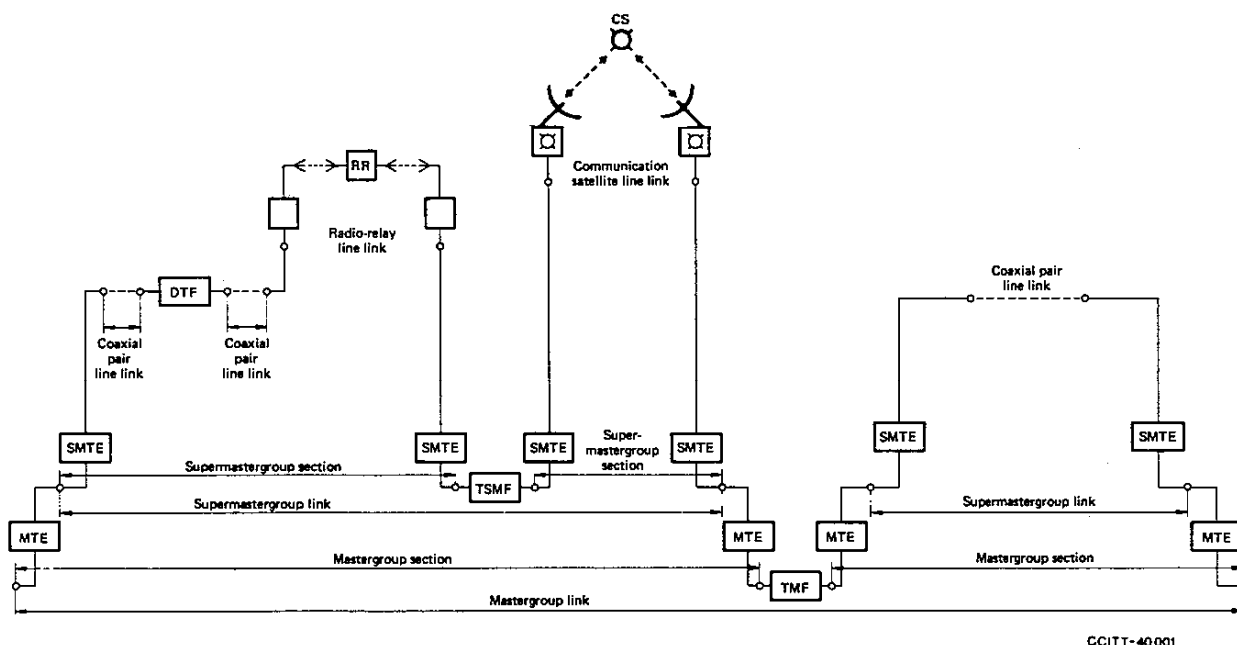 CS
Communication
satellite line link
RR
Radio-relay
line link
DTF
Coaxial
pair
line link
Coaxial
pair
line link
Coaxial pair
line link
SMTE
SMTE
SMTE
SMTE
SMTE
SMTE
Super-
mastergroup
section
Supermastergroup section
TSMF
Supermastergroup link
Supermastergroup link
MTE
MTE
MTE
MTE
Mastergroup section
Mastergroup section
TMF
Mastergroup link
CCITT-40001